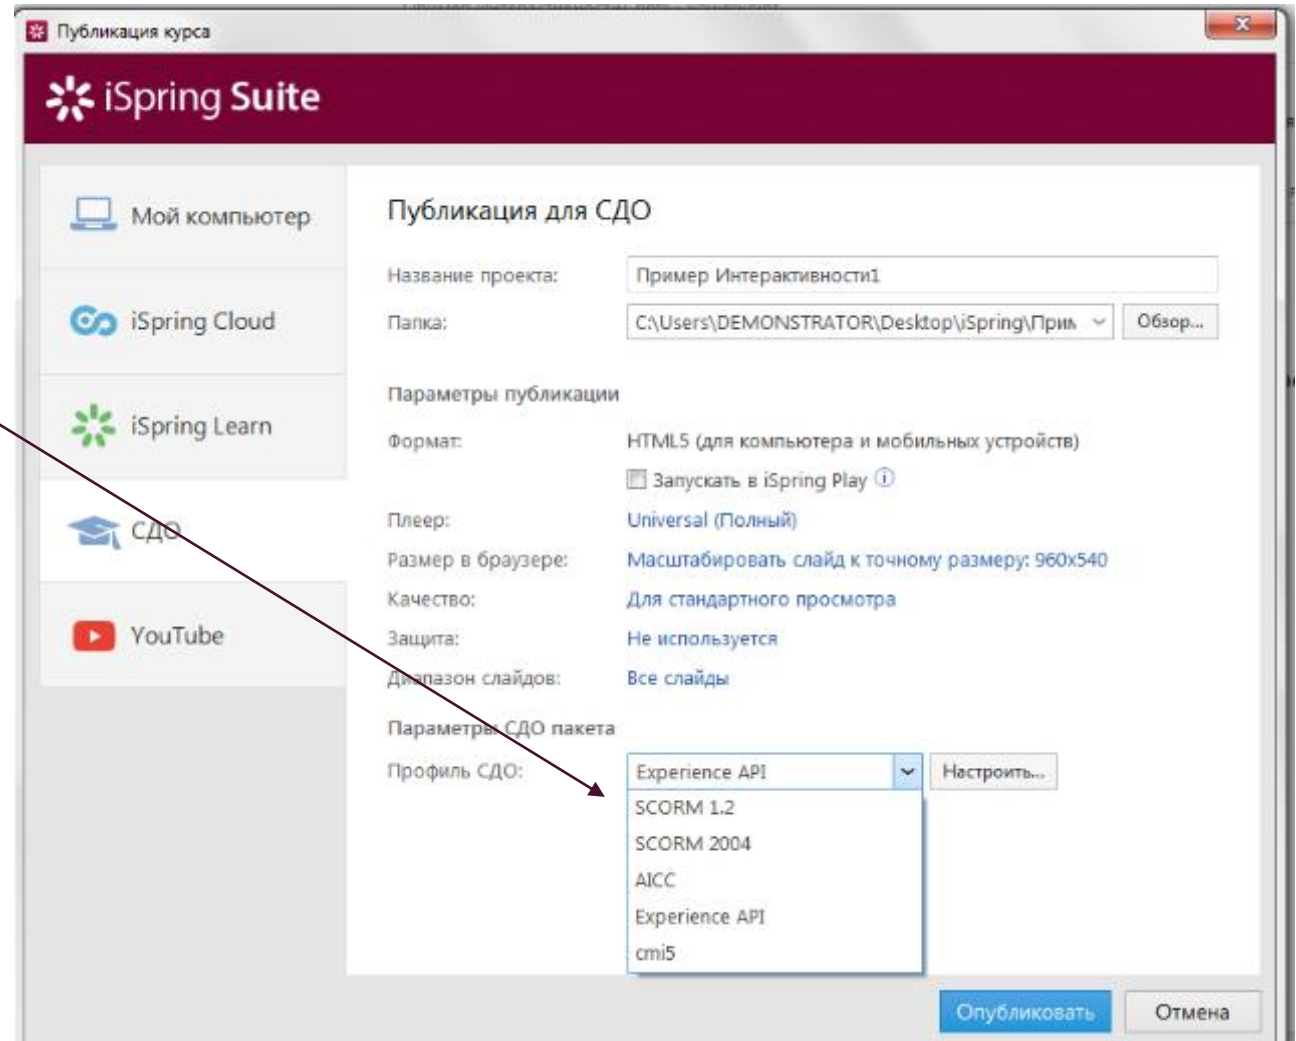 Публикация курса
iSpring Suite
Мой компьютер
iSpring Cloud
iSpring Learn
СДО
YouTube
Публикация для СДО
Название проекта: Пример Интерактивности1
Папка: C:\Users\DEMONSTRATOR\Desktop\iSpring\Прим Обзор...
Параметры публикации
Формат: HTML5 (для компьютера и мобильных устройств)
Запускать в iSpring Play
Плеер: Universal (Полный)
Размер в браузере: Масштабировать слайд к точному размеру: 960x540
Качество: Для стандартного просмотра
Защита: Не используется
Диапазон слайдов: Все слайды
Параметры СДО пакета
Профиль СДО: Experience API Настроить...
SCORM 1.2
SCORM 2004
AICC
Experience API
cmi5
Опубликовать Отмена